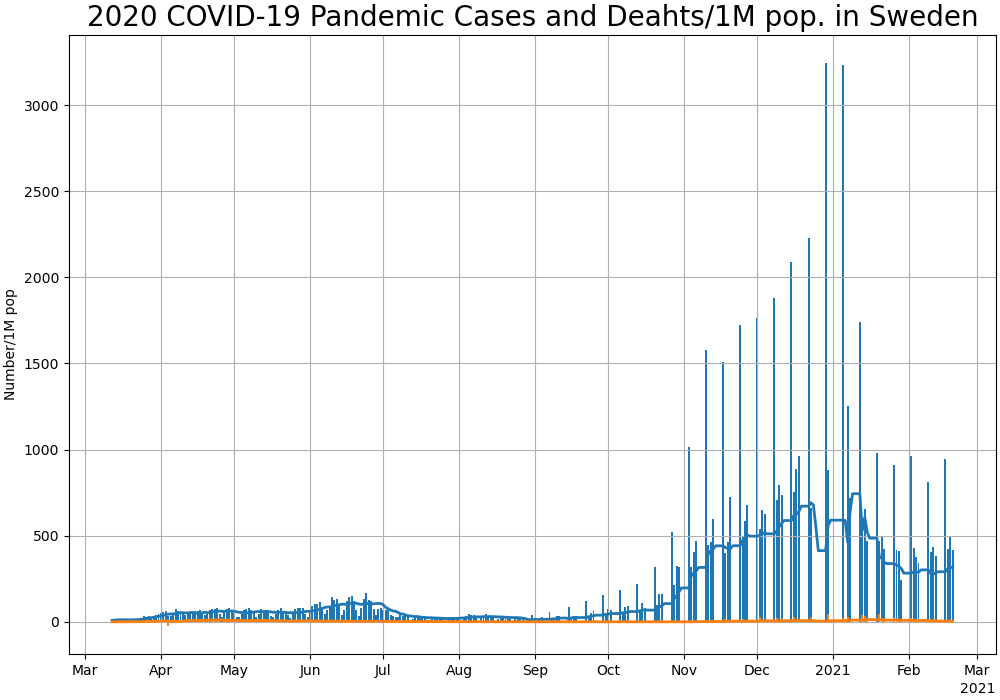 2020 COVID-19 Pandemic Cases and Deahts/1M pop. in Sweden
Number/1M pop
3000
2500
2000
1500
1000
500
0
Mar Apr May Jun Jul Aug Sep Oct Nov Dec 2021 Feb Mar
2021